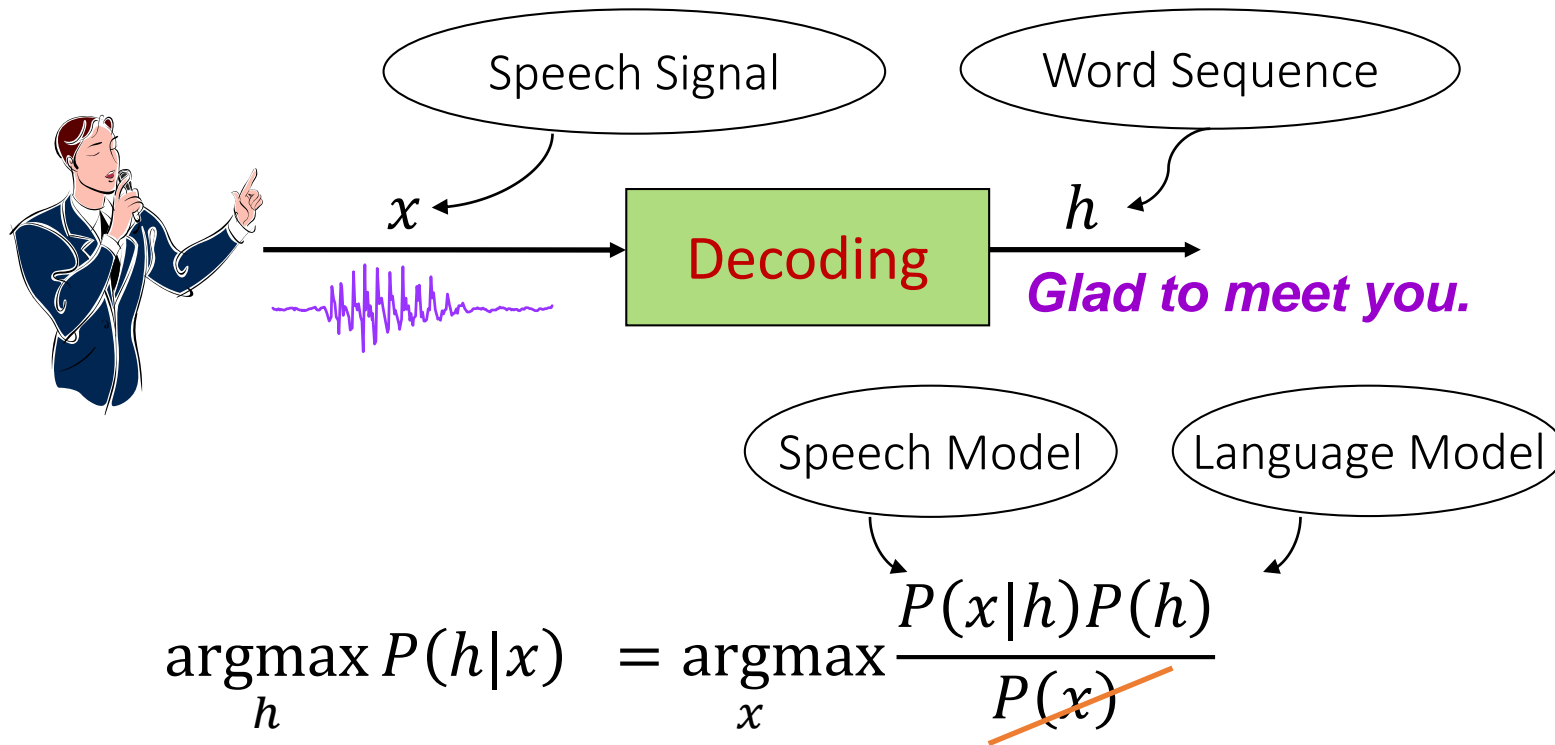 Speech Signal
Word Sequence
x
h
Decoding
Glad to meet you.
Speech Model
Language Model
P(x|h)P(h)
argmax P(h|x) = argmax
P(x)
h
x